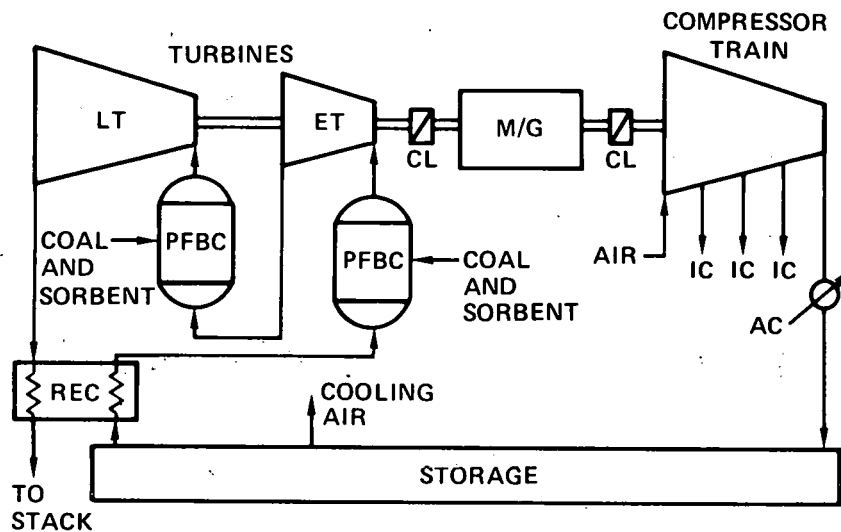 COMPRESSOR
TRAIN
TURBINES
LT
ET
CL
M/G
CL
COAL
AND
SORBENT
PFBC
PFBC
COAL
AND
SORBENT
AIR
IC
IC
IC
AC
REC
COOLING
AIR
STORAGE
TO
STACK